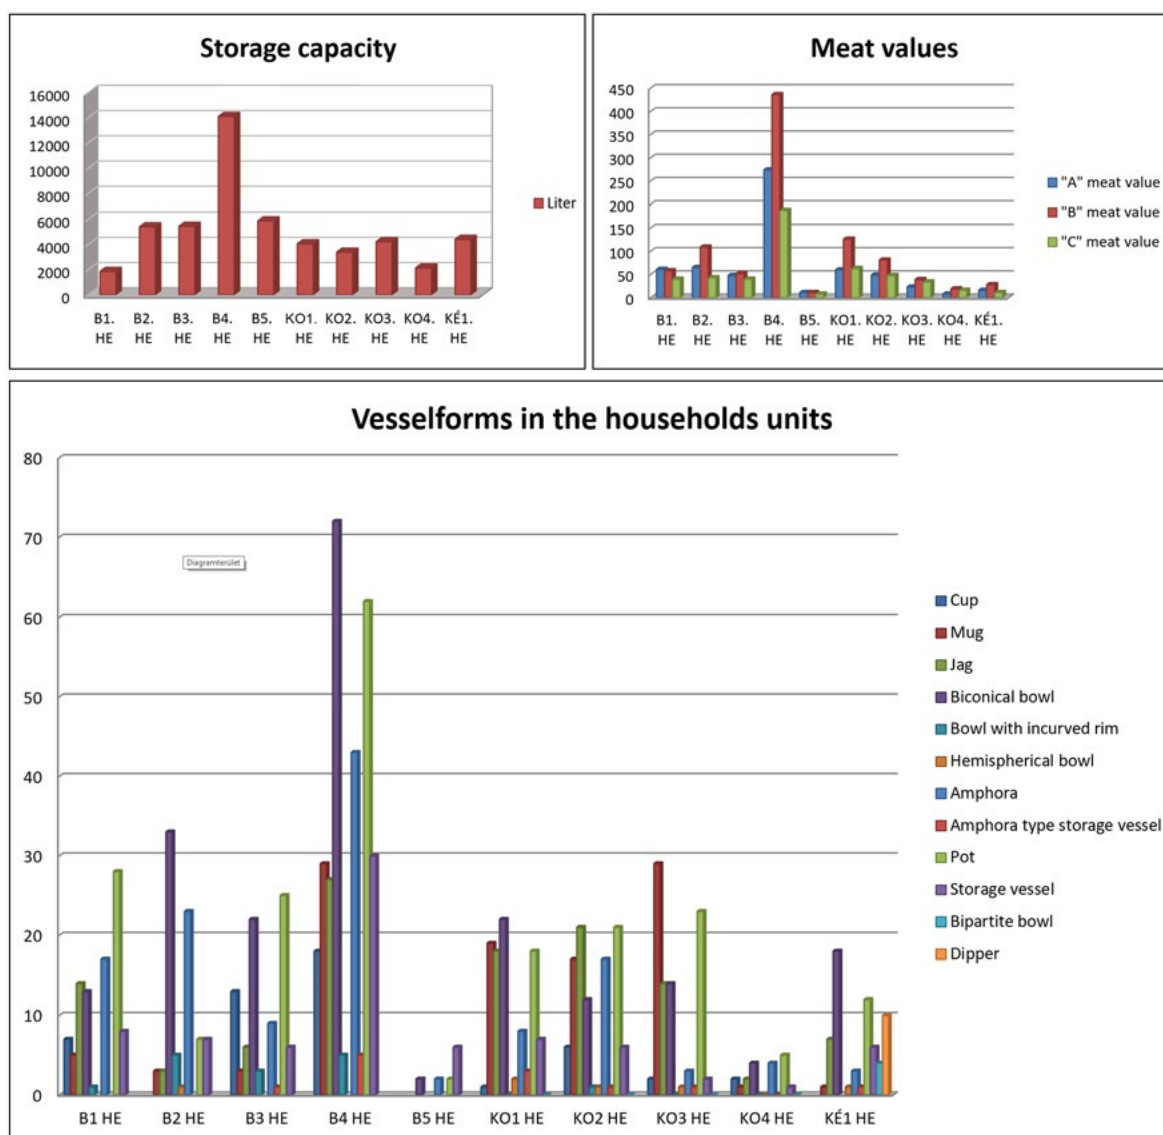 Storage capacity
16000
14000
12000
10000
8000
6000
4000
2000
0
B1. B2. B3. B4. B5. KO1. KO2. KO3. KO4. KÉ1.
HE HE HE HE HE HE HE HE HE HE
Liter
Meat values
450
400
350
300
250
200
150
100
50
0
B1. B2. B3. B4. B5. KO1. KO2. KO3. KO4. KÉ1.
HE HE HE HE HE HE HE HE HE HE
"A" meat value
"B" meat value
"C" meat value
Vesselforms in the households units
80
70
60
50
40
30
20
10
0
Diagramterület
B1 HE B2 HE B3 HE B4 HE B5 HE KO1 HE KO2 HE KO3 HE KO4 HE KÉ1 HE
Cup
Mug
Jag
Biconical bowl
Bowl with incurved rim
Hemispherical bowl
Amphora
Amphora type storage vessel
Pot
Storage vessel
Bipartite bowl
Dipper